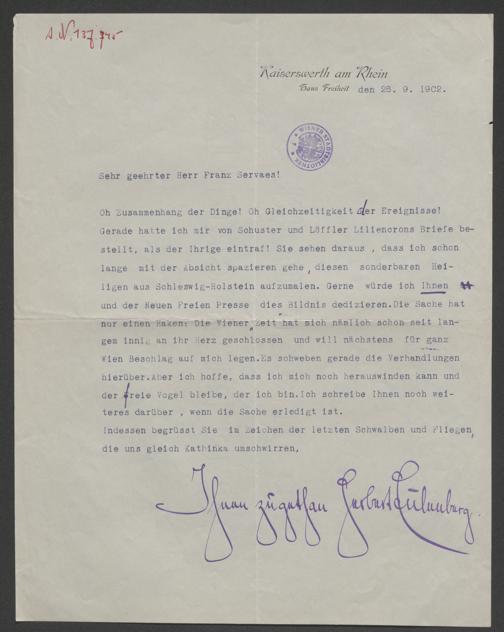 Kaiserswerth am Rhein
Haus Freiheit den 28. 9. 1902.
WIENER STADTBIBLIOTHEK
Sehr geehrter Herr Franz Servaes!
Oh Zusammenhang der Dinge! Oh Gleichzeitigkeit der Ereignisse!
Gerade hatte ich mir von Schuster und Löffler Liliencrons Briefe be-
stellt, als der Ihrige eintraf! Sie sehen daraus , dass ich schon
lange mit der Absicht spazieren gehe, diesen sonderbaren Hei-
ligen aus Schleswig-Holstein aufzumalen. Gerne würde ich Ihnen
und der Neuen Freien Presse dies Bildnis dedizieren.Die Sache hat
nur einen Haken: Die Wiener Zeit hat mich nämlich schon seit lan-
gem innig an ihr Herz geschlossen und will nächstens für ganz
Wien Beschlag auf mich legen.Es schweben gerade die Verhandlungen
hierüber.Aber ich hoffe, dass ich mich noch herauswinden kann und
der freie Vogel bleibe, der ich bin.Ich schreibe Ihnen noch wei-
teres darüber , wenn die Sache erledigt ist.
Indessen begrüsst Sie im Zeichen der letzten Schwalben und Fliegen,
die uns gleich Kathinka umschwirren,
Ihnen zugethan Herbert Eulenberg.